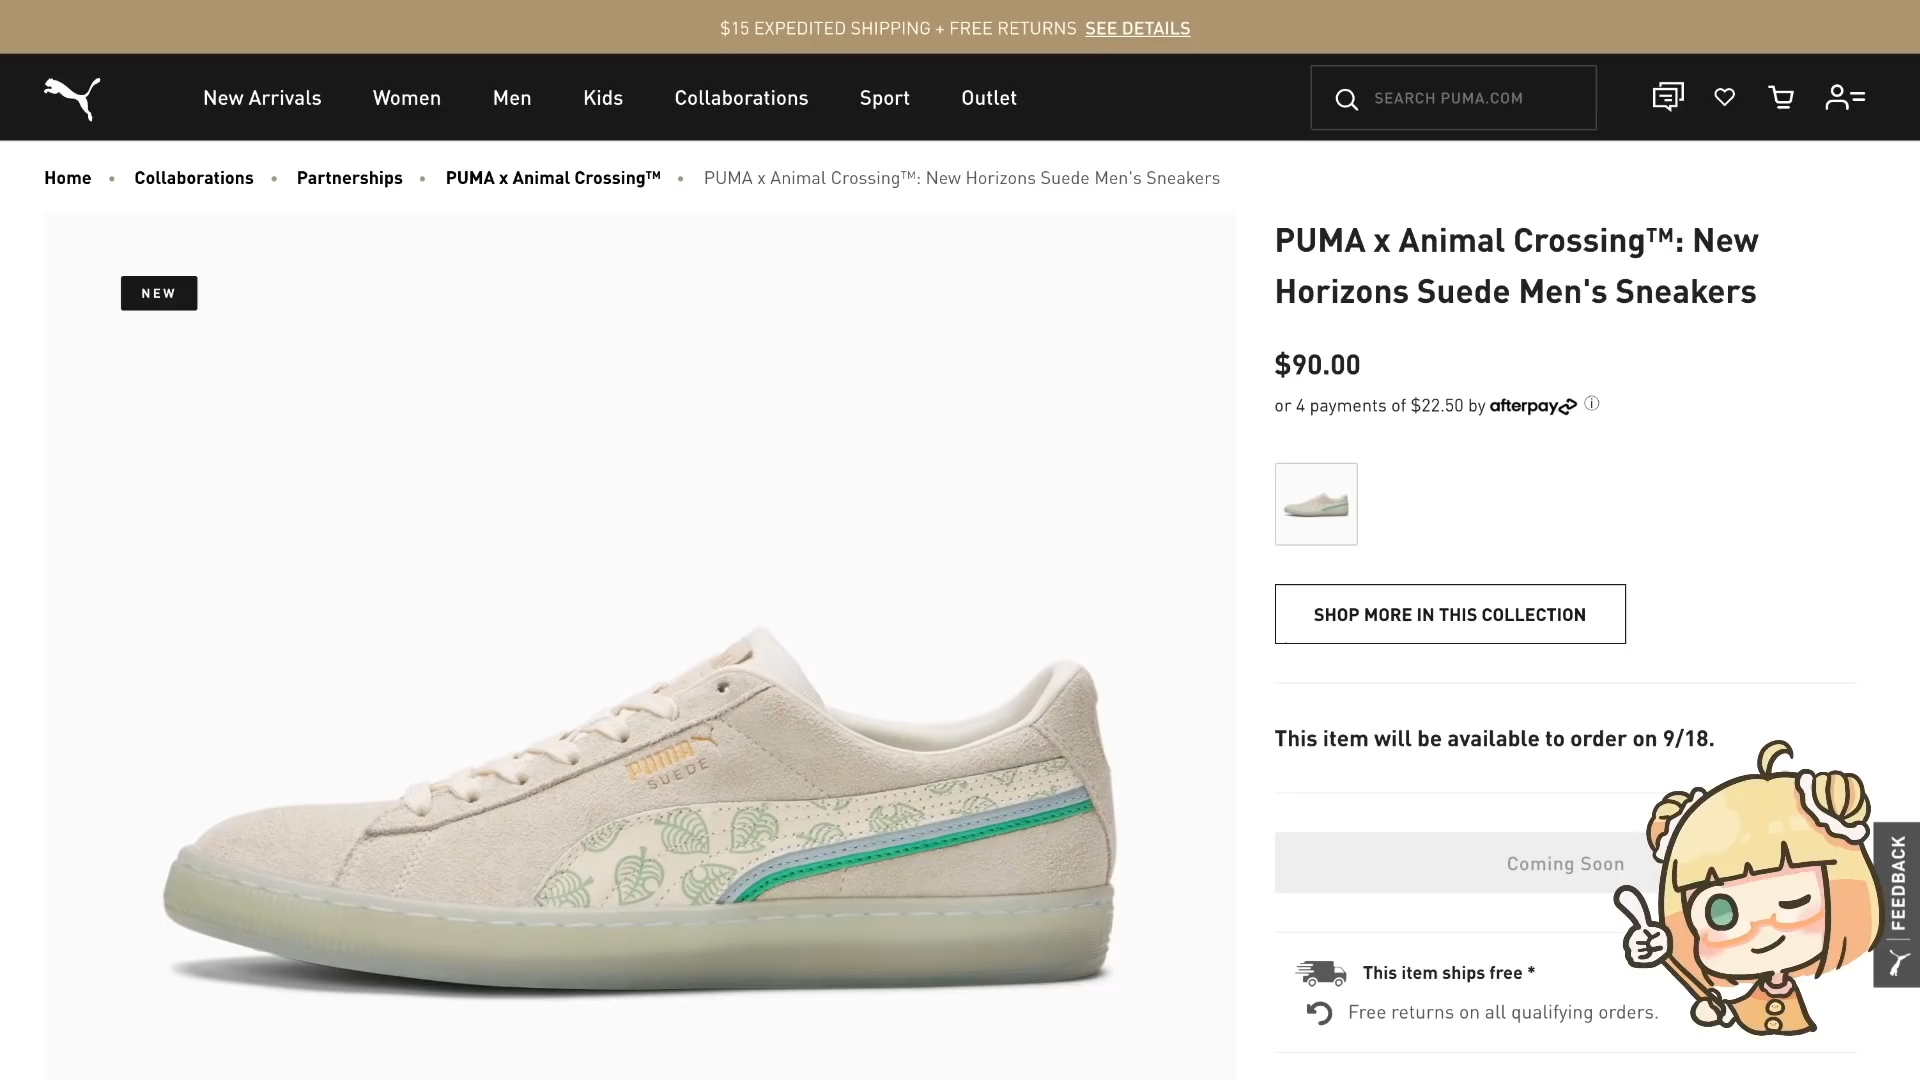 $15 EXPEDITED SHIPPING + FREE RETURNS SEE DETAILS
New Arrivals Women Men Kids Collaborations Sport Outlet
SEARCH PUMA.COM
Home • Collaborations • Partnerships • PUMA x Animal Crossing™ • PUMA x Animal Crossing™: New Horizons Suede Men's Sneakers
NEW
PUMA
SUEDE
PUMA x Animal Crossing™: New
Horizons Suede Men's Sneakers
$90.00
or 4 payments of $22.50 by afterpay
SHOP MORE IN THIS COLLECTION
This item will be available to order on 9/18.
Coming Soon
This item ships free *
Free returns on all qualifying orders.
FEEDBACK